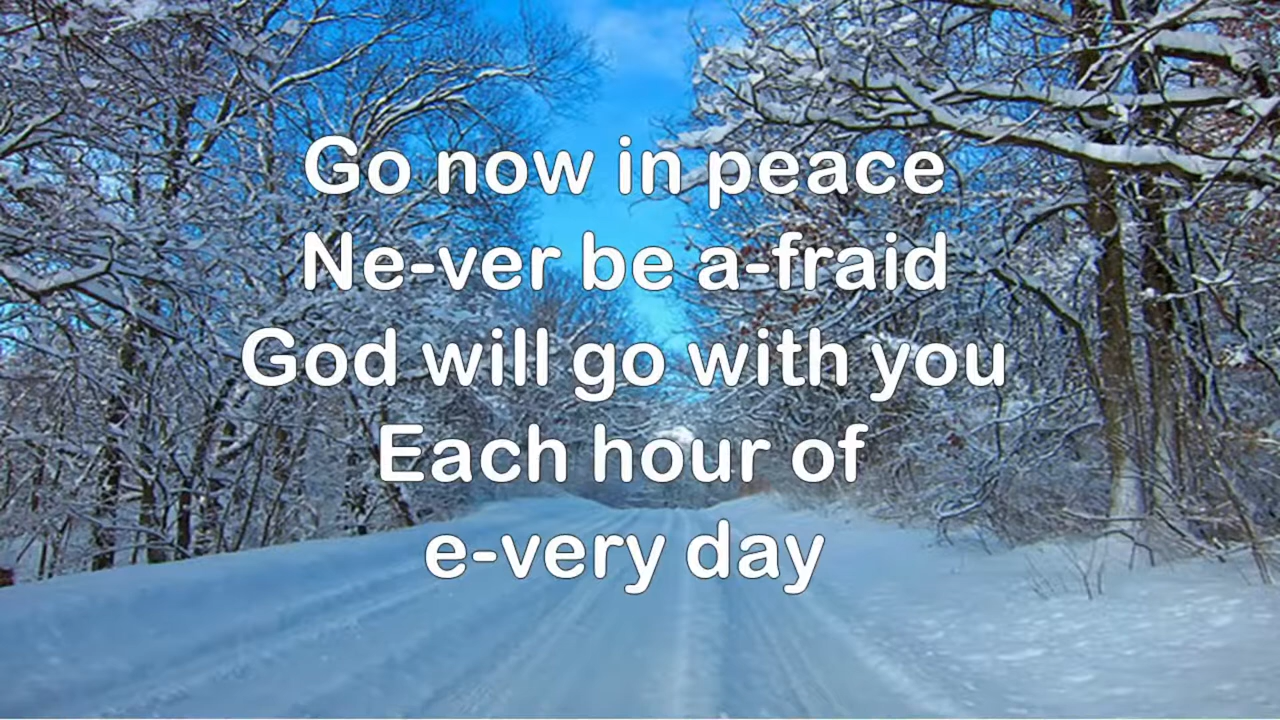 Go now in peace
Ne-ver be a-fraid
God will go with you
Each hour of
e-very day